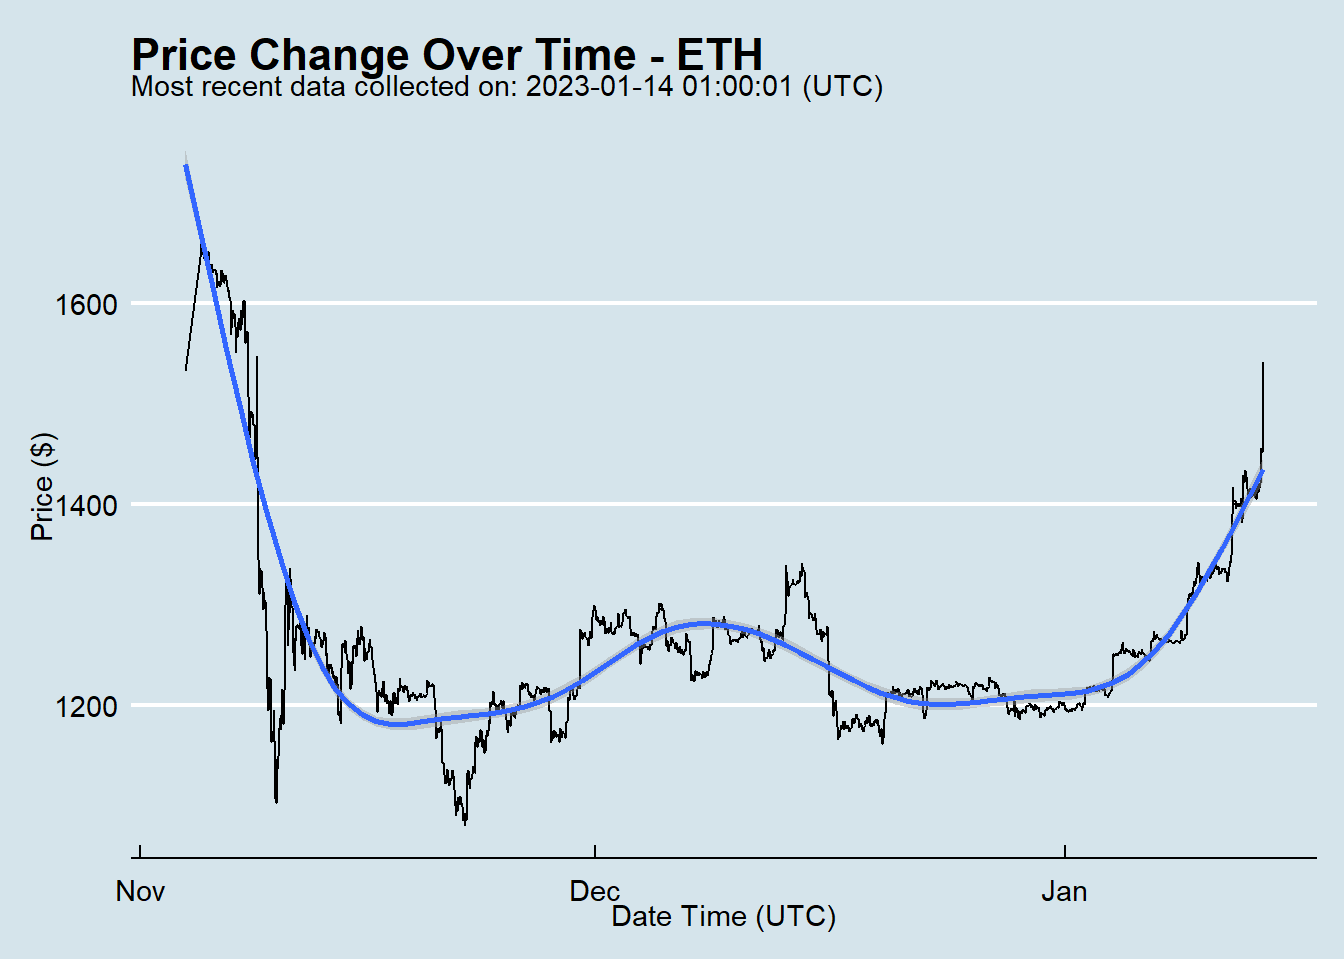 Price Change Over Time - ETH
Most recent data collected on: 2023-01-14 01:00:01 (UTC)
Price ($)
1600
1400
1200
Nov
Dec
Jan
Date Time (UTC)